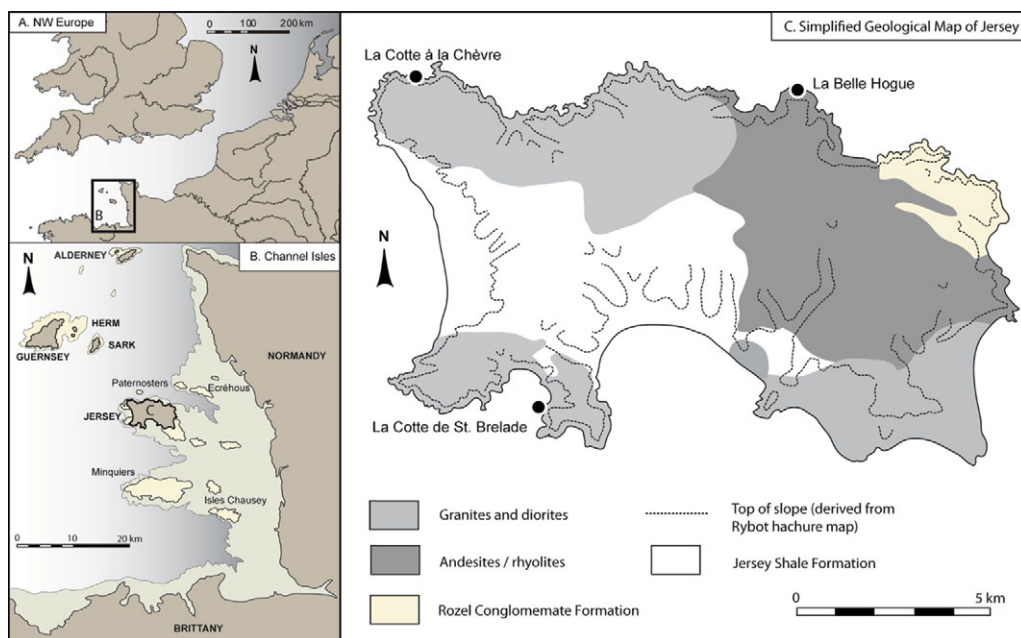 A. NW Europe
0 100 200 km
N
B
B. Channel Isles
N
ALDERNEY
HERM
GUERNSEY
SARK
NORMANDY
Paternosters
Ecréhous
JERSEY
C
Minquiers
Isles Chausey
0 10 20 km
BRITTANY
C. Simplified Geological Map of Jersey
La Cotte à la Chèvre
La Belle Hogue
N
La Cotte de St. Brelade
Granites and diorites
Andesites / rhyolites
Rozel Conglomemate Formation
Top of slope (derived from
Rybot hachure map)
Jersey Shale Formation
0 5 km